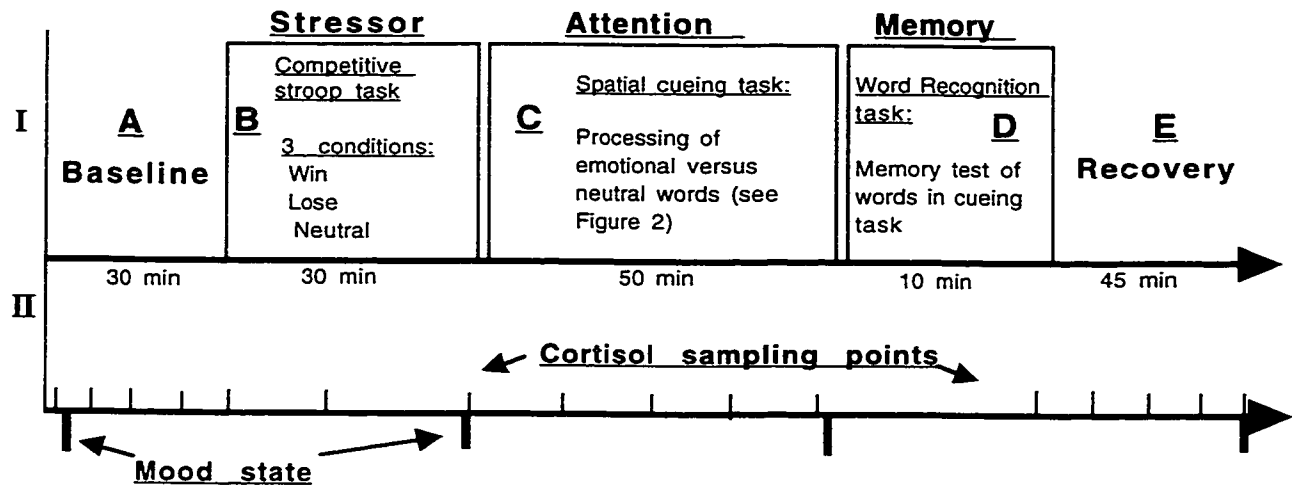 Stressor
Attention
Memory
I
A
Baseline
B
Competitive
stroop task
3 conditions:
Win
Lose
Neutral
C
Spatial cueing task:
Processing of
emotional versus
neutral words (see
Figure 2)
Word Recognition
task:
D
Memory test of
words in cueing
task
E
Recovery
30 min
30 min
50 min
10 min
45 min
II
Cortisol sampling points
Mood state